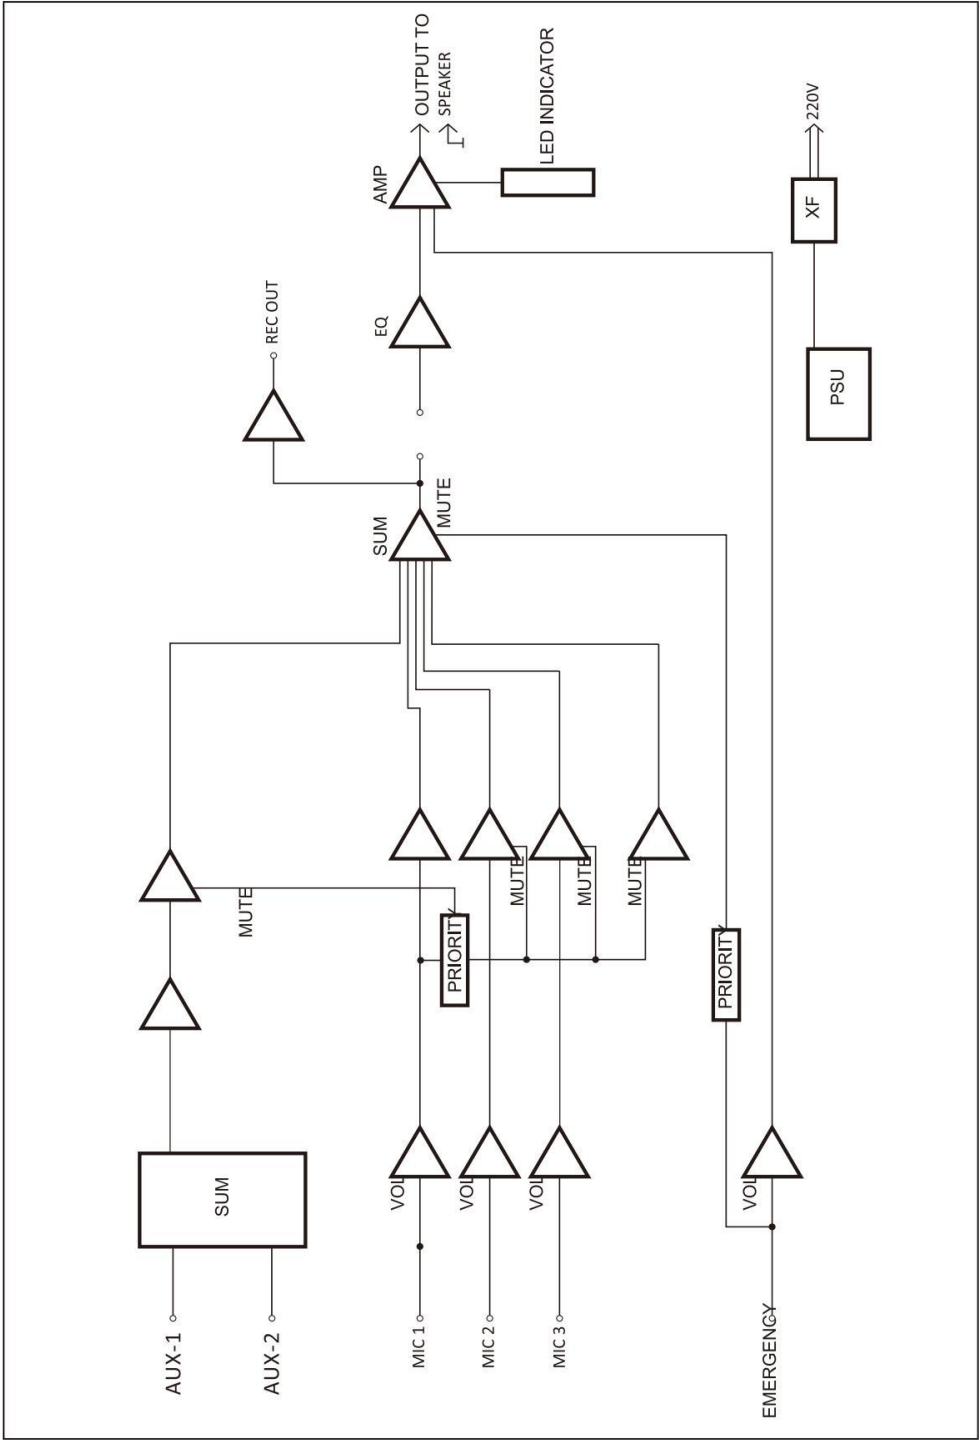 AUX-1
AUX-2
SUM
MUTE
MIC 1
MIC 2
MIC 3
VOL
VOL
VOL
PRIORITY
MUTE
MUTE
MUTE
EMERGENCY
VOL
PRIORITY
SUM
MUTE
REC OUT
EQ
AMP
OUTPUT TO
SPEAKER
LED INDICATOR
PSU
XF
220V